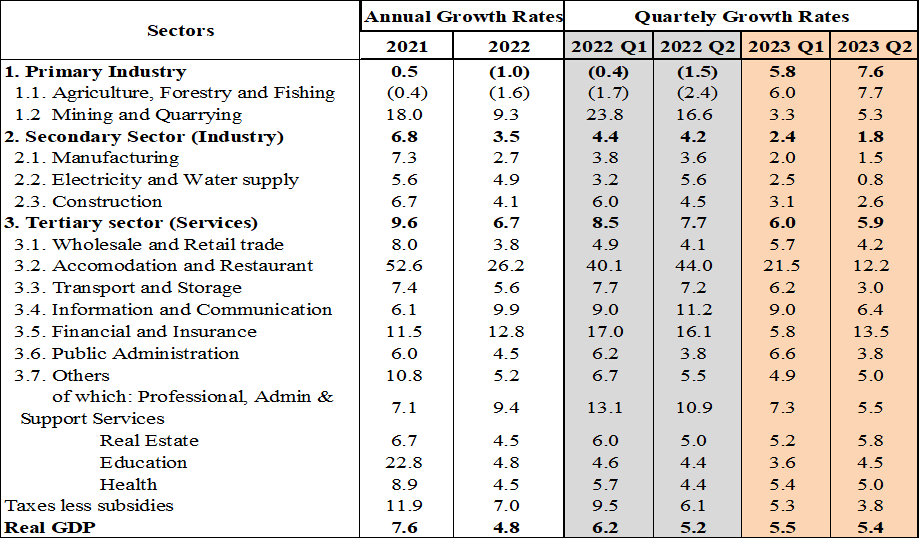 Sectors Annual Growth Rates Quartely Growth Rates
2021 2022 2022 Q1 2022 Q2 2023 Q1 2023 Q2
1. Primary Industry 0.5 (1.0) (0.4) (1.5) 5.8 7.6
1.1. Agriculture, Forestry and Fishing (0.4) (1.6) (1.7) (2.4) 6.0 7.7
1.2 Mining and Quarrying 18.0 9.3 23.8 16.6 3.3 5.3
2. Secondary Sector (Industry) 6.8 3.5 4.4 4.2 2.4 1.8
2.1. Manufacturing 7.3 2.7 3.8 3.6 2.0 1.5
2.2. Electricity and Water supply 5.6 4.9 3.2 5.6 2.5 0.8
2.3. Construction 6.7 4.1 6.0 4.5 3.1 2.6
3. Tertiary sector (Services) 9.6 6.7 8.5 7.7 6.0 5.9
3.1. Wholesale and Retail trade 8.0 3.8 4.9 4.1 5.7 4.2
3.2. Accomodation and Restaurant 52.6 26.2 40.1 44.0 21.5 12.2
3.3. Transport and Storage 7.4 5.6 7.7 7.2 6.2 3.0
3.4. Information and Communication 6.1 9.9 9.0 11.2 9.0 6.4
3.5. Financial and Insurance 11.5 12.8 17.0 16.1 5.8 13.5
3.6. Public Administration 6.0 4.5 6.2 3.8 6.6 3.8
3.7. Others 10.8 5.2 6.7 5.5 4.9 5.0
of which: Professional, Admin &
Support Services 7.1 9.4 13.1 10.9 7.3 5.5
Real Estate 6.7 4.5 6.0 5.0 5.2 5.8
Education 22.8 4.8 4.6 4.4 3.6 4.5
Health 8.9 4.5 5.7 4.4 5.4 5.0
Taxes less subsidies 11.9 7.0 9.5 6.1 5.3 3.8
Real GDP 7.6 4.8 6.2 5.2 5.5 5.4